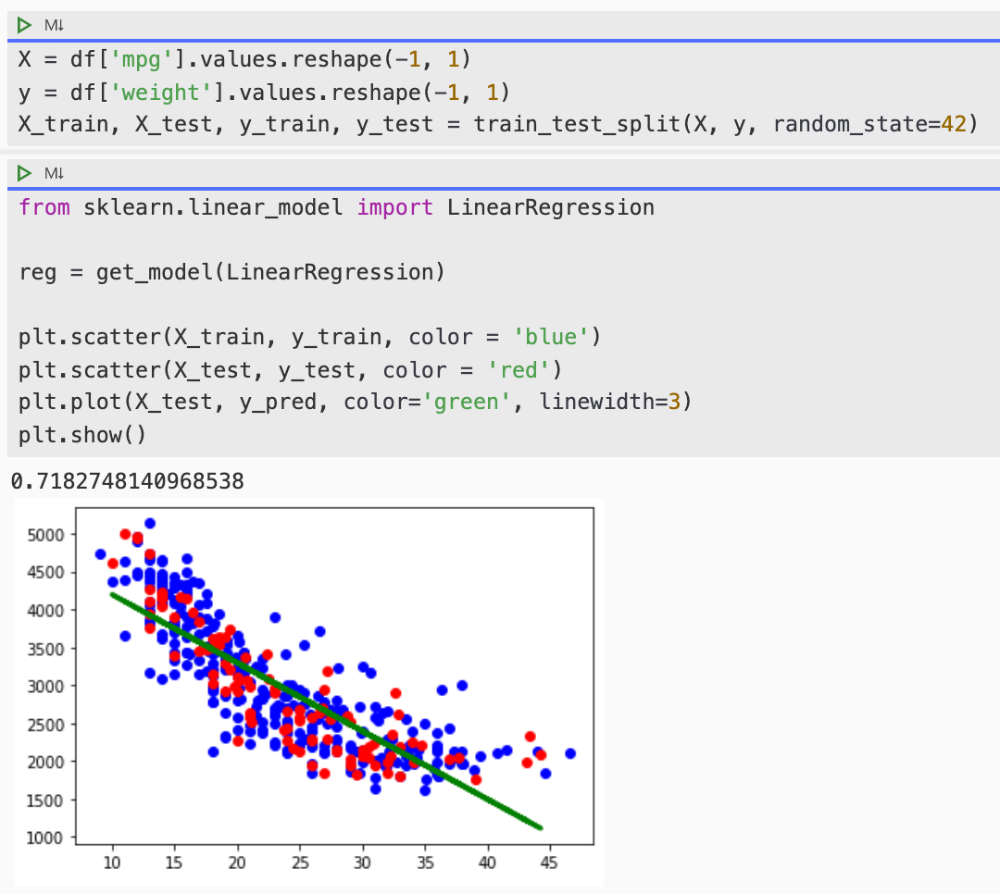 M↓
X = df['mpg'].values.reshape(-1, 1)
y = df['weight'].values.reshape(-1, 1)
X_train, X_test, y_train, y_test = train_test_split(X, y, random_state=42)
M↓
from sklearn.linear_model import LinearRegression
reg = get_model(LinearRegression)
plt.scatter(X_train, y_train, color = 'blue')
plt.scatter(X_test, y_test, color = 'red')
plt.plot(X_test, y_pred, color='green', linewidth=3)
plt.show()
0.7182748140968538
5000
4500
4000
3500
3000
2500
2000
1500
1000
10 15 20 25 30 35 40 45